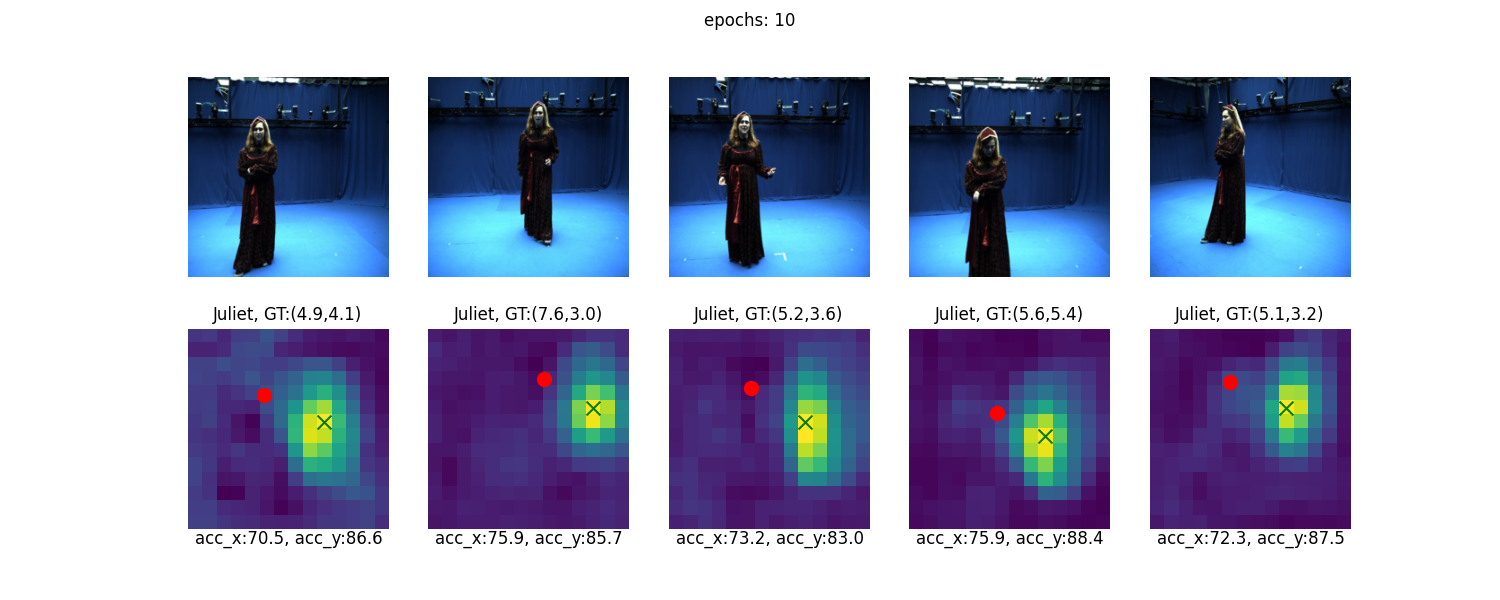 epochs: 10
Juliet, GT:(4.9,4.1)
Juliet, GT:(7.6,3.0)
Juliet, GT:(5.2,3.6)
Juliet, GT:(5.6,5.4)
Juliet, GT:(5.1,3.2)
acc_x:70.5, acc_y:86.6
acc_x:75.9, acc_y:85.7
acc_x:73.2, acc_y:83.0
acc_x:75.9, acc_y:88.4
acc_x:72.3, acc_y:87.5